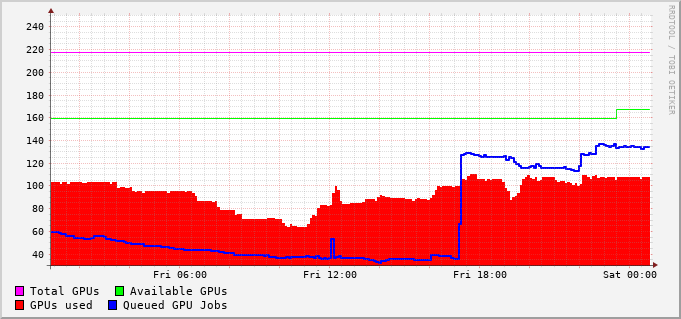 RRDTOOL / TOBI OETIKER
240
220
200
180
160
140
120
100
80
60
40
Fri 06:00 Fri 12:00 Fri 18:00 Sat 00:00
Total GPUs Available GPUs
GPUs used Queued GPU Jobs